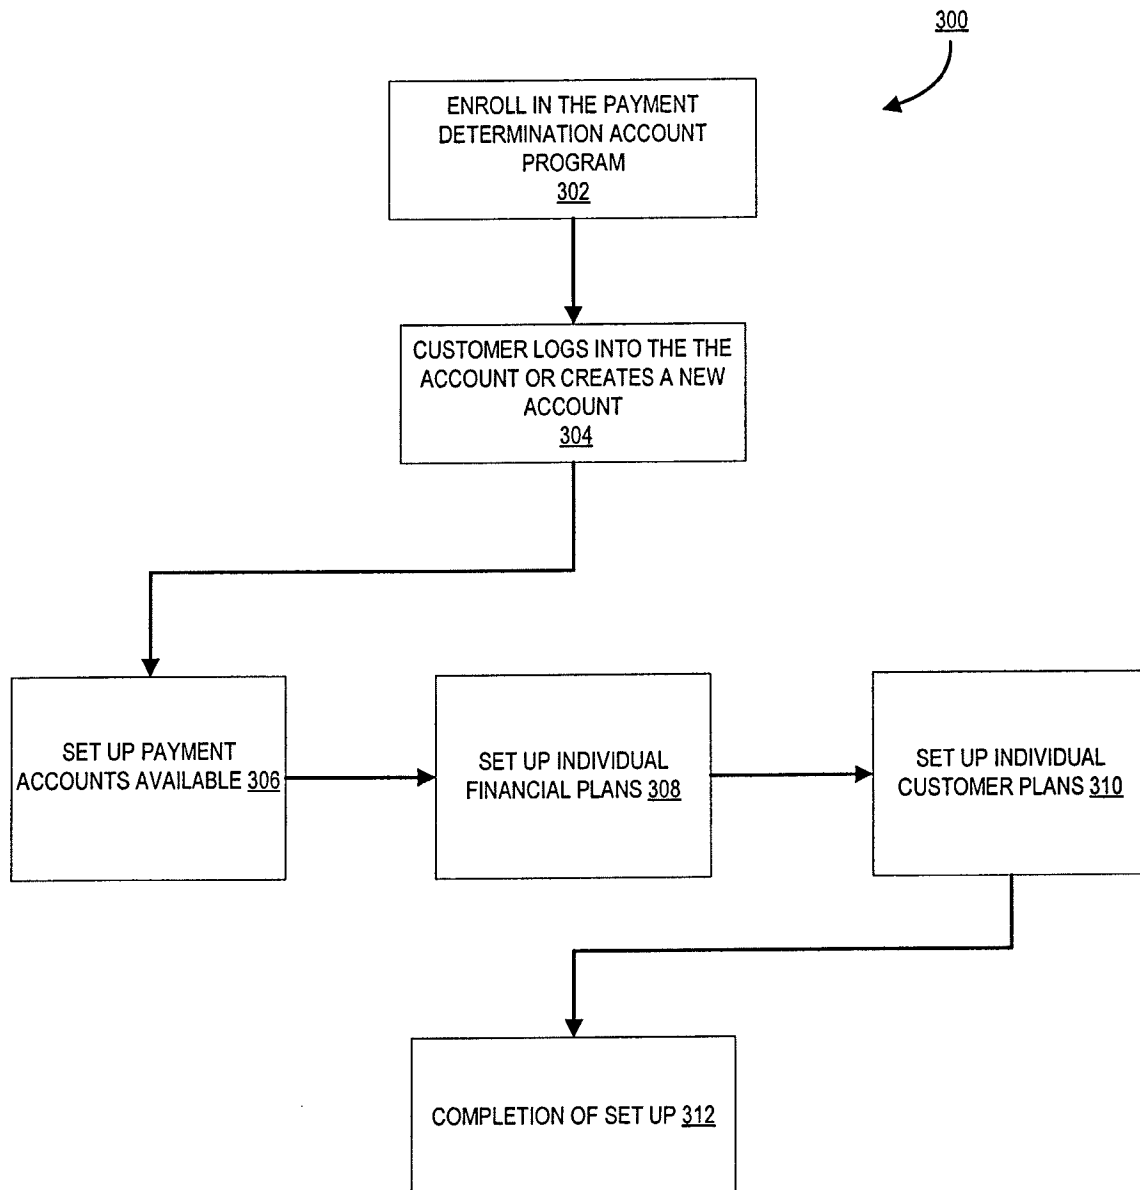 300
ENROLL IN THE PAYMENT
DETERMINATION ACCOUNT
PROGRAM
302
CUSTOMER LOGS INTO THE THE
ACCOUNT OR CREATES A NEW
ACCOUNT
304
SET UP PAYMENT
ACCOUNTS AVAILABLE 306
SET UP INDIVIDUAL
FINANCIAL PLANS 308
SET UP INDIVIDUAL
CUSTOMER PLANS 310
COMPLETION OF SET UP 312